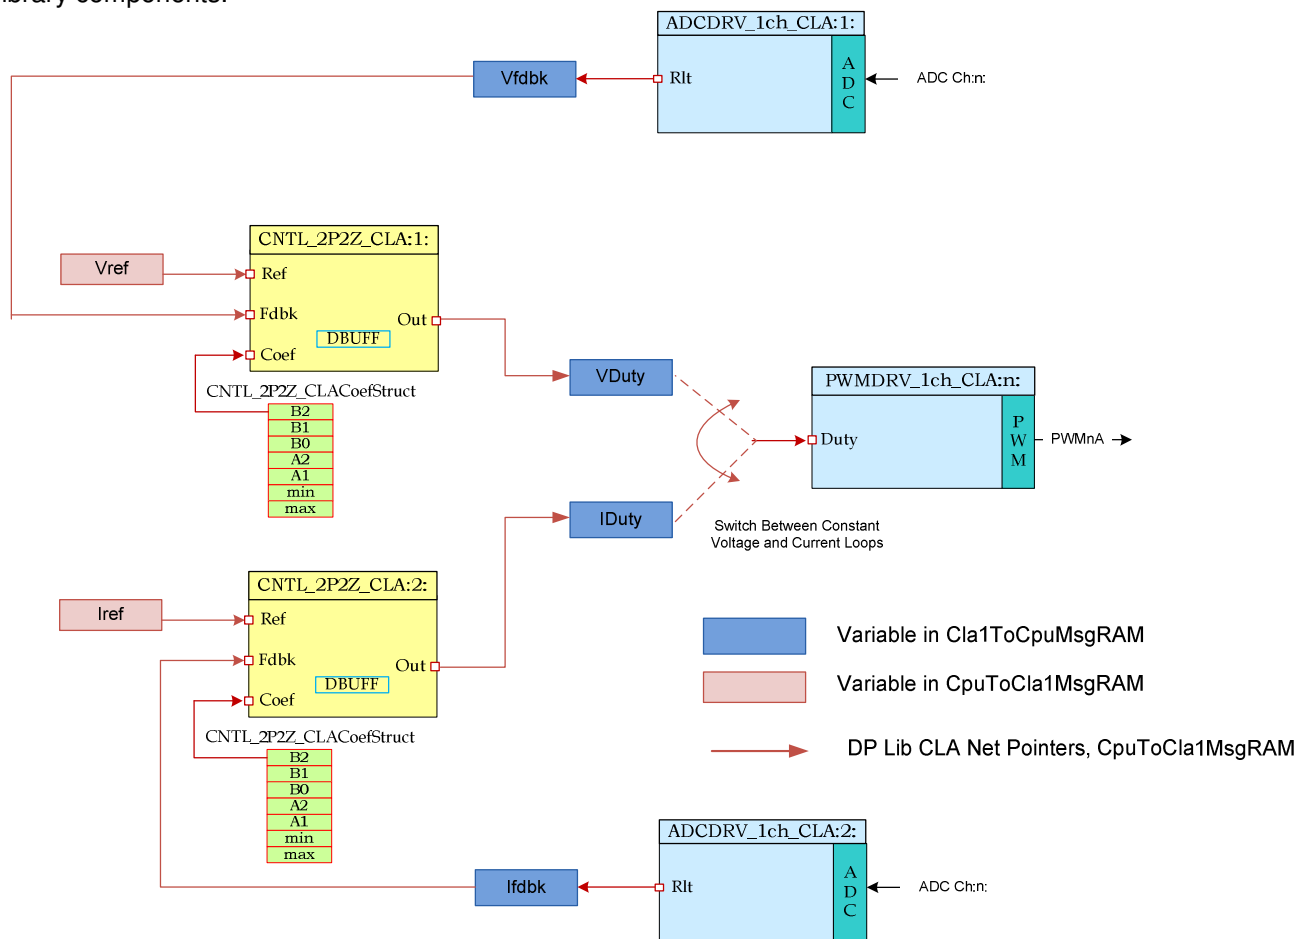 library components.
ADCDRV_1ch_CLA:1:
Vfdbk
Rlt
A
D
C
ADC Ch:n:
CNTL_2P2Z_CLA:1:
Vref
Ref
Fdbk
Out
DBUFF
Coef
CNTL_2P2Z_CLACoefStruct
B2
B1
B0
A2
A1
min
max
VDuty
PWMDRV_1ch_CLA:n:
Duty
P
W
M
PWMnA
IDuty
Switch Between Constant
Voltage and Current Loops
CNTL_2P2Z_CLA:2:
Iref
Ref
Fdbk
Out
DBUFF
Coef
CNTL_2P2Z_CLACoefStruct
B2
B1
B0
A2
A1
min
max
Variable in Cla1ToCpuMsgRAM
Variable in CpuToCla1MsgRAM
DP Lib CLA Net Pointers, CpuToCla1MsgRAM
ADCDRV_1ch_CLA:2:
Ifdbk
Rlt
A
D
C
ADC Ch:n: